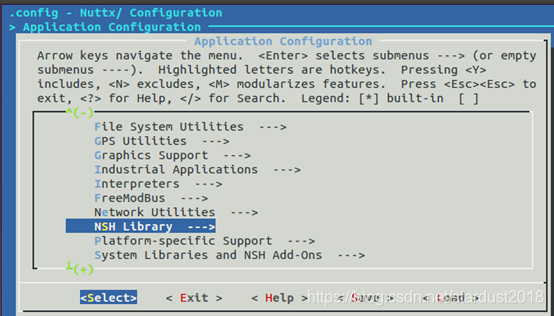 .config - Nuttx/ Configuration
> Application Configuration
Application Configuration
Arrow keys navigate the menu. <Enter> selects submenus ---> (or empty
submenus ----). Highlighted letters are hotkeys. Pressing <Y>
includes, <N> excludes, <M> modularizes features. Press <Esc><Esc> to
exit, <?> for Help, </> for Search. Legend: [*] built-in [ ]
^(-)
File System Utilities --->
GPS Utilities --->
Graphics Support --->
Industrial Applications --->
Interpreters --->
FreeModBus --->
Network Utilities --->
NSH Library --->
Platform-specific Support --->
System Libraries and NSH Add-Ons --->
┴(+)
<Select> < Exit > < Help > < Save > < Load >
https://blog.csdn.net/stardust2018